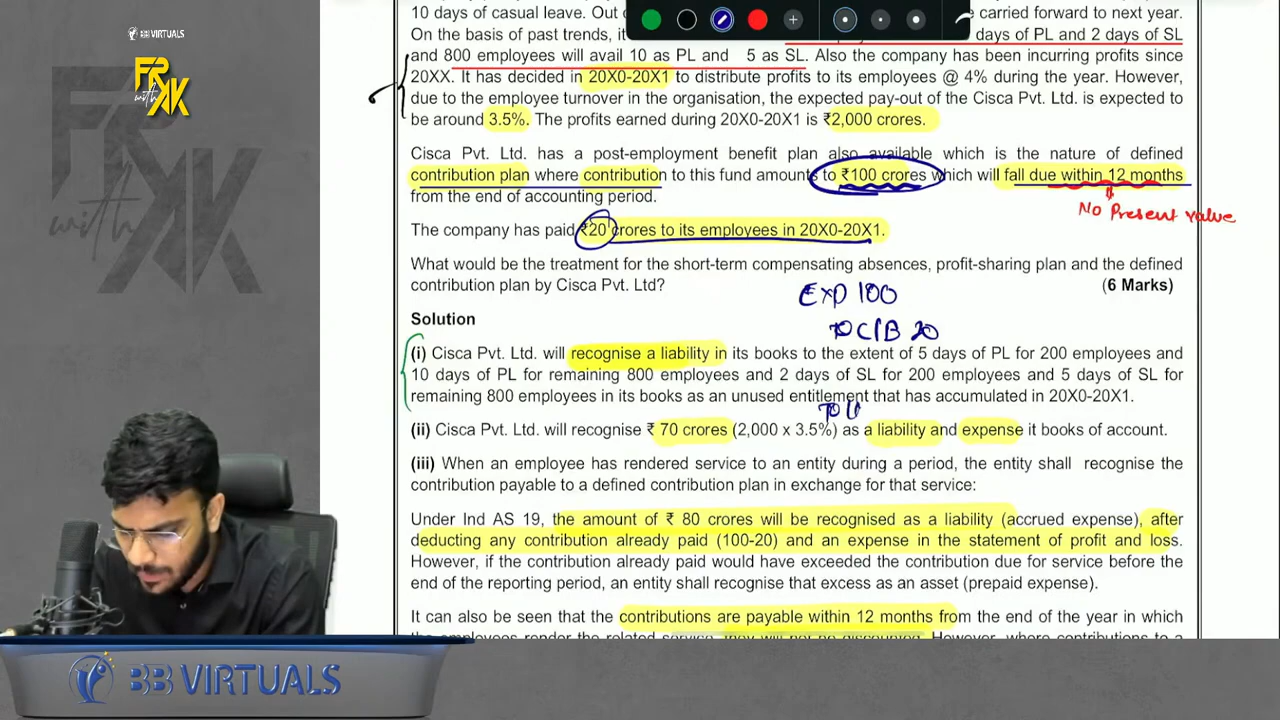 10 days of casual leave. Out carried forward to next year.
On the basis of past trends, it days of PL and 2 days of SL
and 800 employees will avail 10 as PL and 5 as SL. Also the company has been incurring profits since
20XX. It has decided in 20X0-20X1 to distribute profits to its employees @ 4% during the year. However,
due to the employee turnover in the organisation, the expected pay-out of the Cisca Pvt. Ltd. is expected to
be around 3.5%. The profits earned during 20X0-20X1 is ₹2,000 crores.
Cisca Pvt. Ltd. has a post-employment benefit plan also available which is the nature of defined
contribution plan where contribution to this fund amounts to ₹100 crores which will fall due within 12 months
from the end of accounting period.
No Present value
The company has paid ₹20 crores to its employees in 20X0-20X1.
What would be the treatment for the short-term compensating absences, profit-sharing plan and the defined
contribution plan by Cisca Pvt. Ltd? (6 Marks)
EXP 100
Solution
TO C/B 20
(i) Cisca Pvt. Ltd. will recognise a liability in its books to the extent of 5 days of PL for 200 employees and
10 days of PL for remaining 800 employees and 2 days of SL for 200 employees and 5 days of SL for
remaining 800 employees in its books as an unused entitlement that has accumulated in 20X0-20X1.
TO
(ii) Cisca Pvt. Ltd. will recognise ₹ 70 crores (2,000 x 3.5%) as a liability and expense it books of account.
(iii) When an employee has rendered service to an entity during a period, the entity shall recognise the
contribution payable to a defined contribution plan in exchange for that service:
Under Ind AS 19, the amount of ₹ 80 crores will be recognised as a liability (accrued expense), after
deducting any contribution already paid (100-20) and an expense in the statement of profit and loss.
However, if the contribution already paid would have exceeded the contribution due for service before the
end of the reporting period, an entity shall recognise that excess as an asset (prepaid expense).
It can also be seen that the contributions are payable within 12 months from the end of the year in which
BB VIRTUALS
FR
with
AK
FR
with
AK
BB VIRTUALS